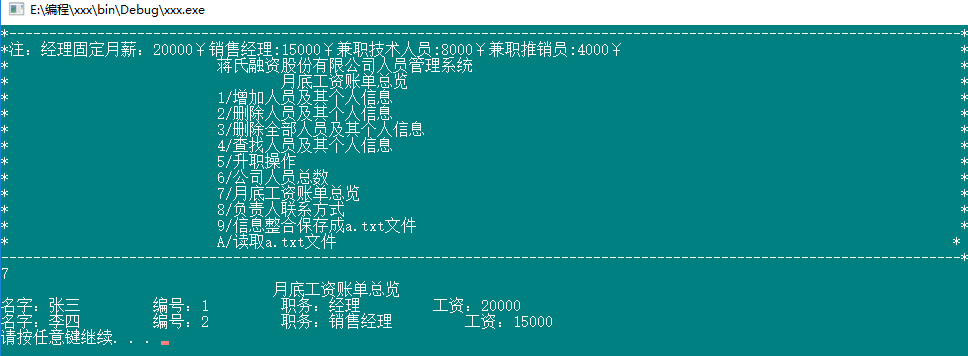 E:\编程\xxx\bin\Debug\xxx.exe
*-----------------------------------------------------------------------------------------------------------------------*
*注：经理固定月薪：20000￥销售经理:15000￥兼职技术人员:8000￥兼职推销员:4000￥ *
* 蒋氏融资股份有限公司人员管理系统 *
* 月底工资账单总览 *
* 1/增加人员及其个人信息 *
* 2/删除人员及其个人信息 *
* 3/删除全部人员及其个人信息 *
* 4/查找人员及其个人信息 *
* 5/升职操作 *
* 6/公司人员总数 *
* 7/月底工资账单总览 *
* 8/负责人联系方式 *
* 9/信息整合保存成a.txt文件 *
* A/读取a.txt文件 *
-----------------------------------------------------------------------------------------------------------------------*
7
月底工资账单总览
名字：张三 编号：1 职务：经理 工资：20000
名字：李四 编号：2 职务：销售经理 工资：15000
请按任意键继续. . .